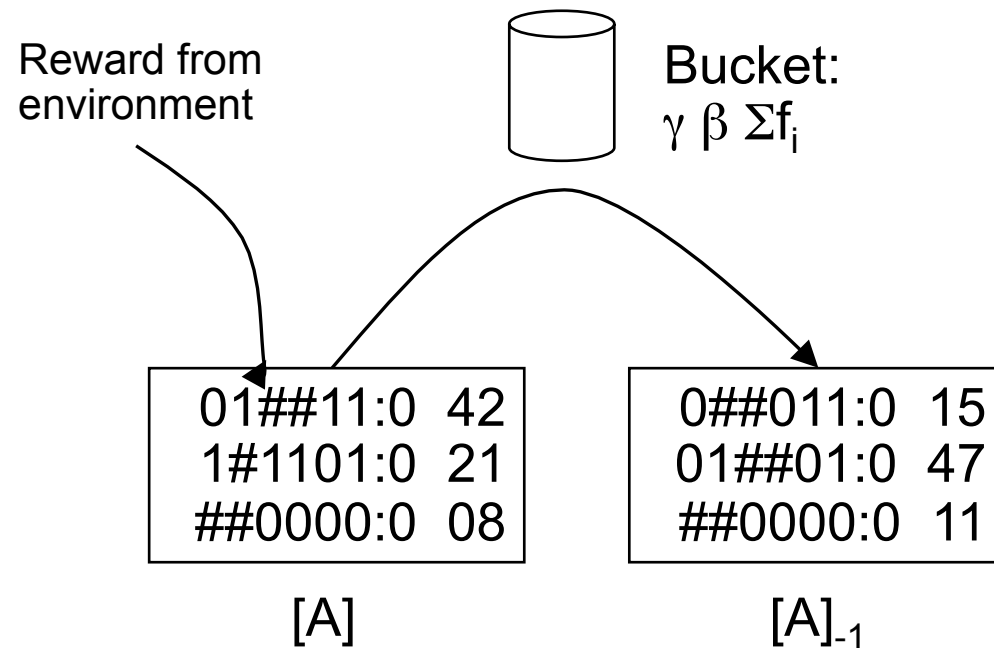 Reward from
environment
Bucket:
γ β Σfᵢ
01##11:0 42
1#1101:0 21
##0000:0 08
[A]
0##011:0 15
01##01:0 47
##0000:0 11
[A]₋₁